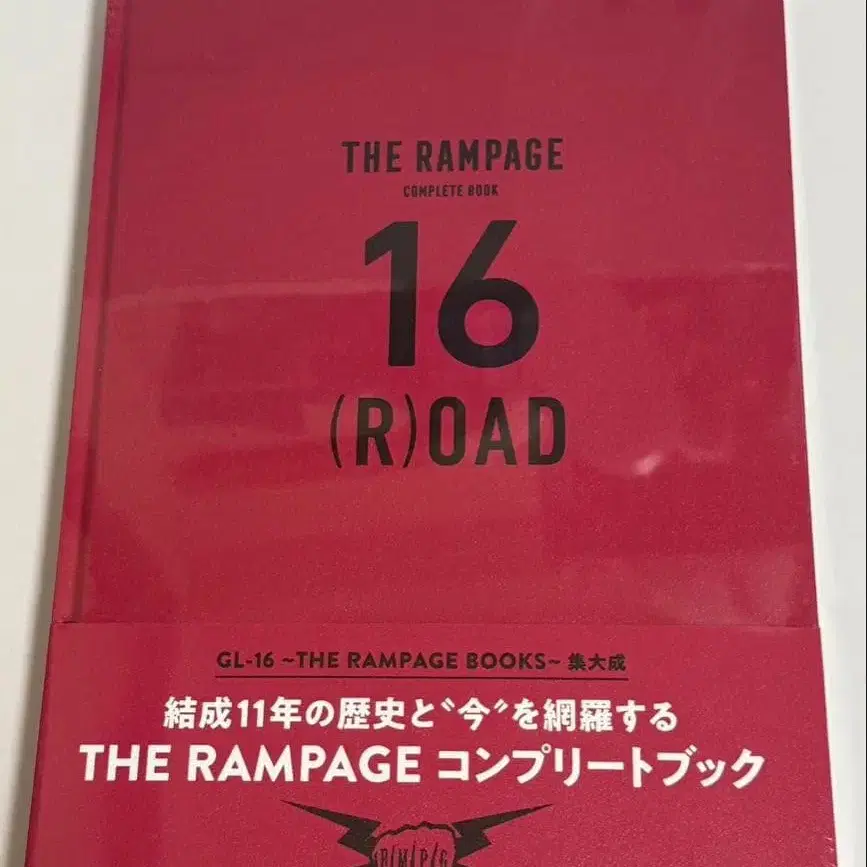 THE RAMPAGE
COMPLETE BOOK
16
(R)OAD
GL-16 ~THE RAMPAGE BOOKS~ 集大成
結成11年の歴史と“今”を網羅する
THE RAMPAGE コンプリートブック
R/M/P/G